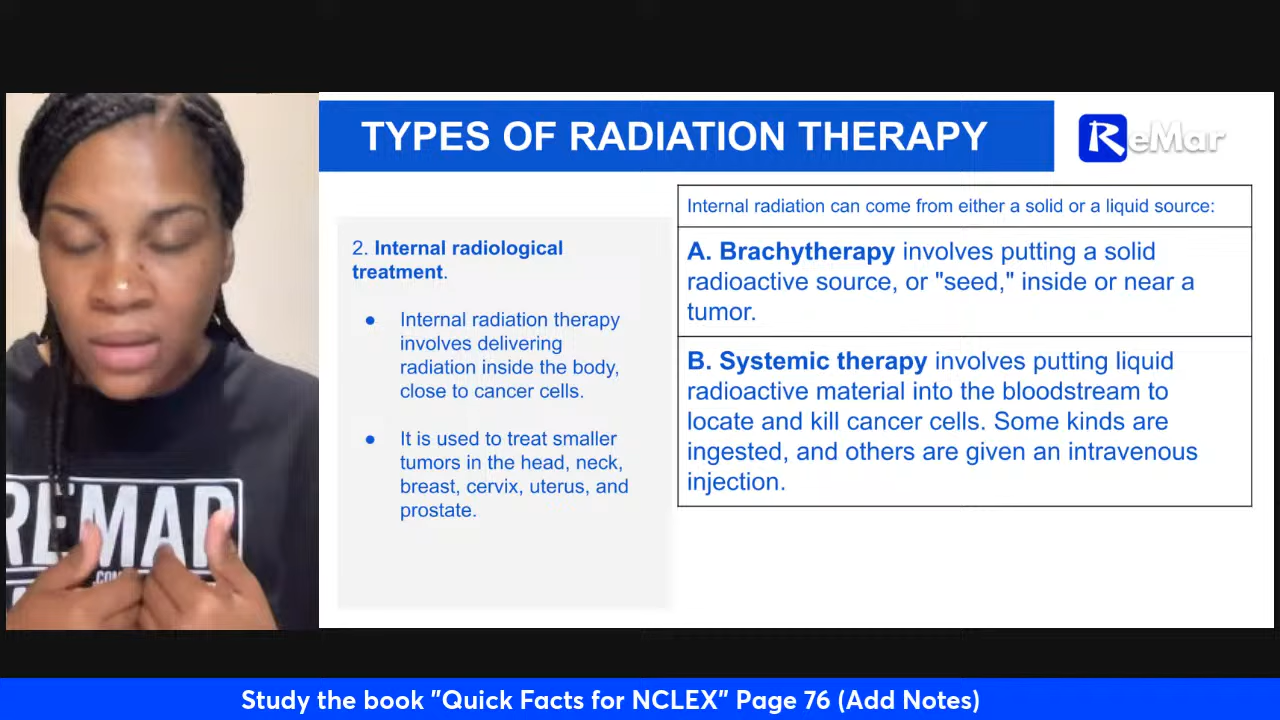 TYPES OF RADIATION THERAPY
ReMar
2. Internal radiological
treatment.
● Internal radiation therapy
involves delivering
radiation inside the body,
close to cancer cells.
● It is used to treat smaller
tumors in the head, neck,
breast, cervix, uterus, and
prostate.
Internal radiation can come from either a solid or a liquid source:
A. Brachytherapy involves putting a solid
radioactive source, or "seed," inside or near a
tumor.
B. Systemic therapy involves putting liquid
radioactive material into the bloodstream to
locate and kill cancer cells. Some kinds are
ingested, and others are given an intravenous
injection.
REMAR
.COM
Study the book "Quick Facts for NCLEX" Page 76 (Add Notes)